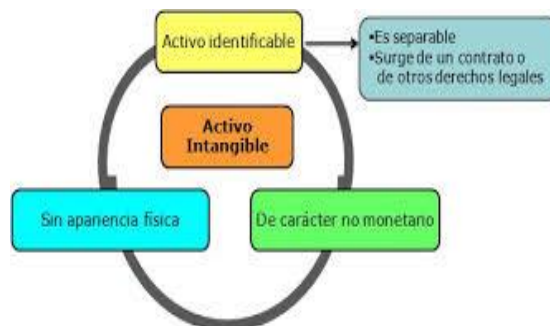 Activo identificable
•Es separable
•Surge de un contrato o
de otros derechos legales
Activo
Intangible
Sin apariencia física
De carácter no monetario